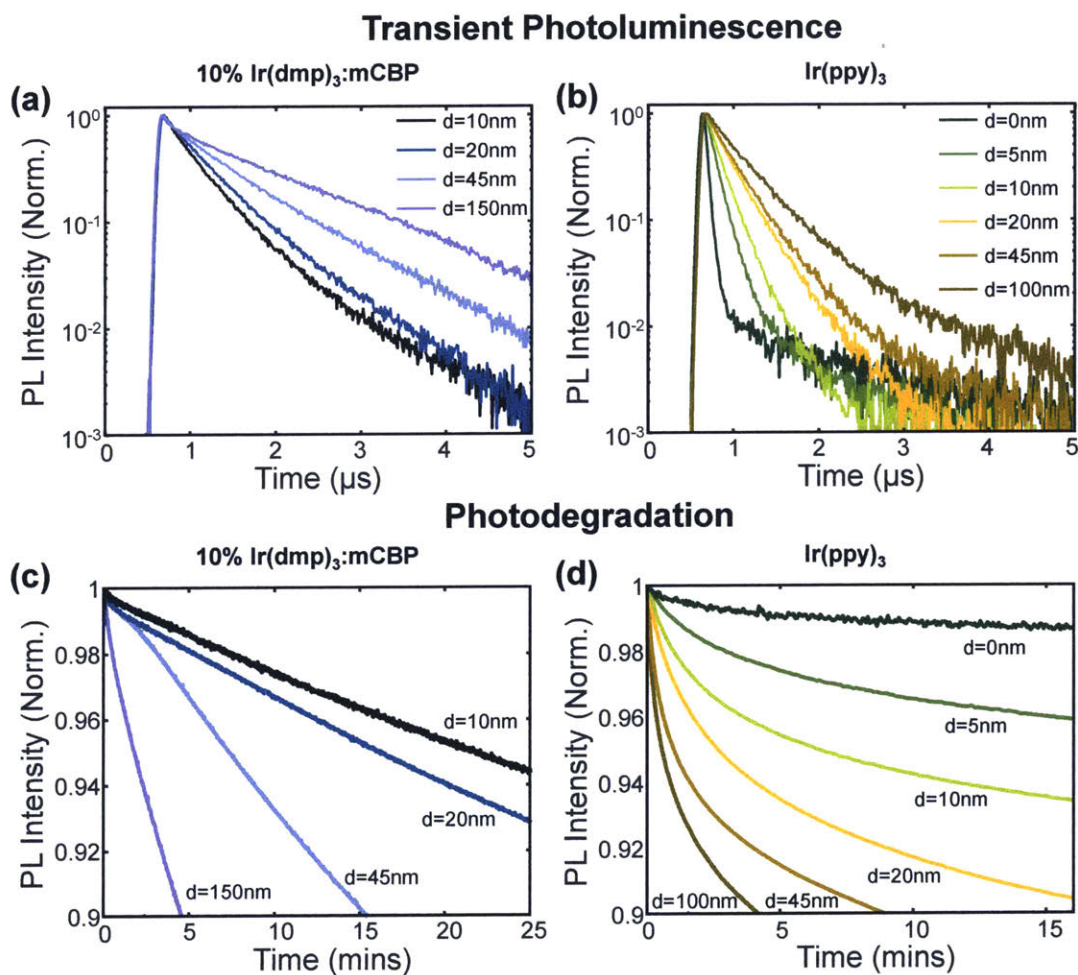 Transient Photoluminescence
10% Ir(dmp)₃:mCBP
Ir(ppy)₃
(a)
PL Intensity (Norm.)
10⁰
10⁻¹
10⁻²
10⁻³
d=10nm
d=20nm
d=45nm
d=150nm
0 1 2 3 4 5
Time (µs)
(b)
PL Intensity (Norm.)
10⁰
10⁻¹
10⁻²
10⁻³
d=0nm
d=5nm
d=10nm
d=20nm
d=45nm
d=100nm
0 1 2 3 4 5
Time (µs)
Photodegradation
10% Ir(dmp)₃:mCBP
Ir(ppy)₃
(c)
PL Intensity (Norm.)
1
0.98
0.96
0.94
0.92
0.9
d=10nm
d=20nm
d=45nm
d=150nm
0 5 10 15 20 25
Time (mins)
(d)
PL Intensity (Norm.)
1
0.98
0.96
0.94
0.92
0.9
d=0nm
d=5nm
d=10nm
d=20nm
d=100nm d=45nm
0 5 10 15
Time (mins)